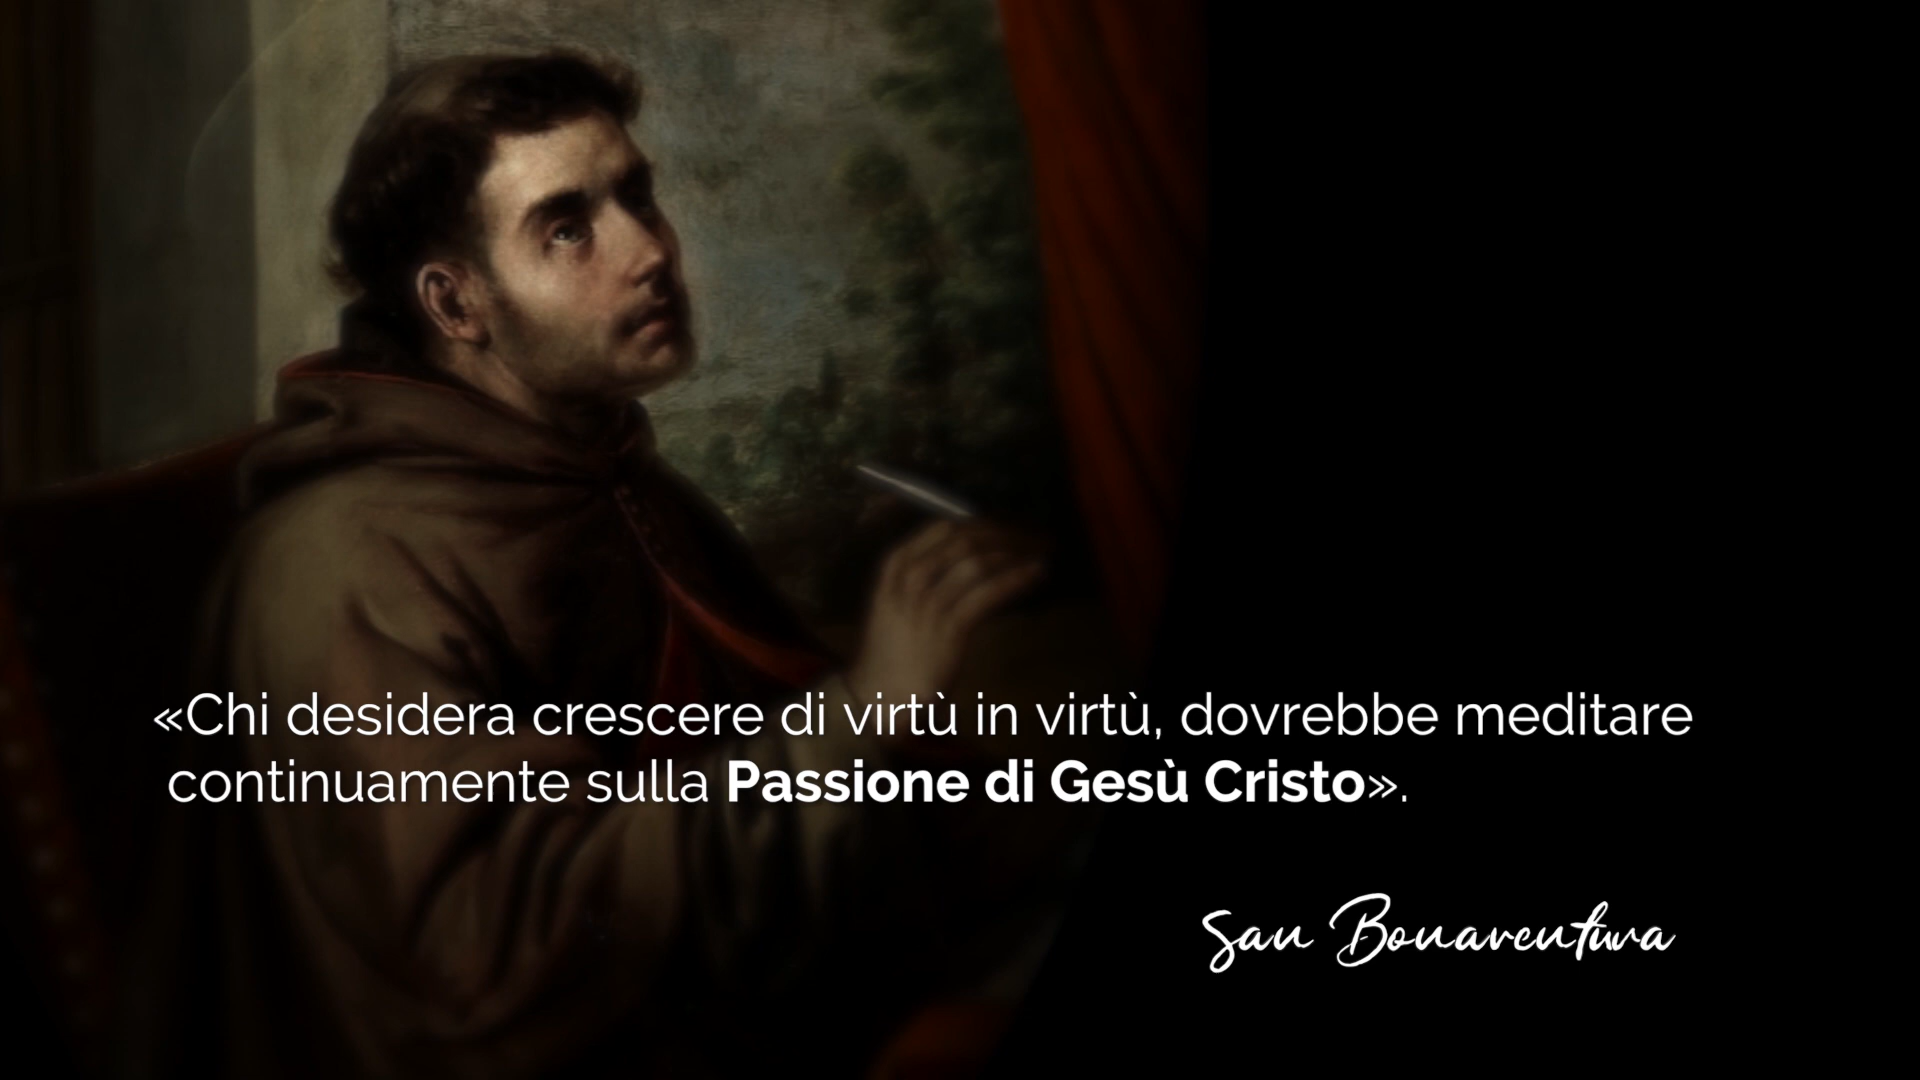 «Chi desidera crescere di virtù in virtù, dovrebbe meditare
continuamente sulla Passione di Gesù Cristo».
San Bonaventura